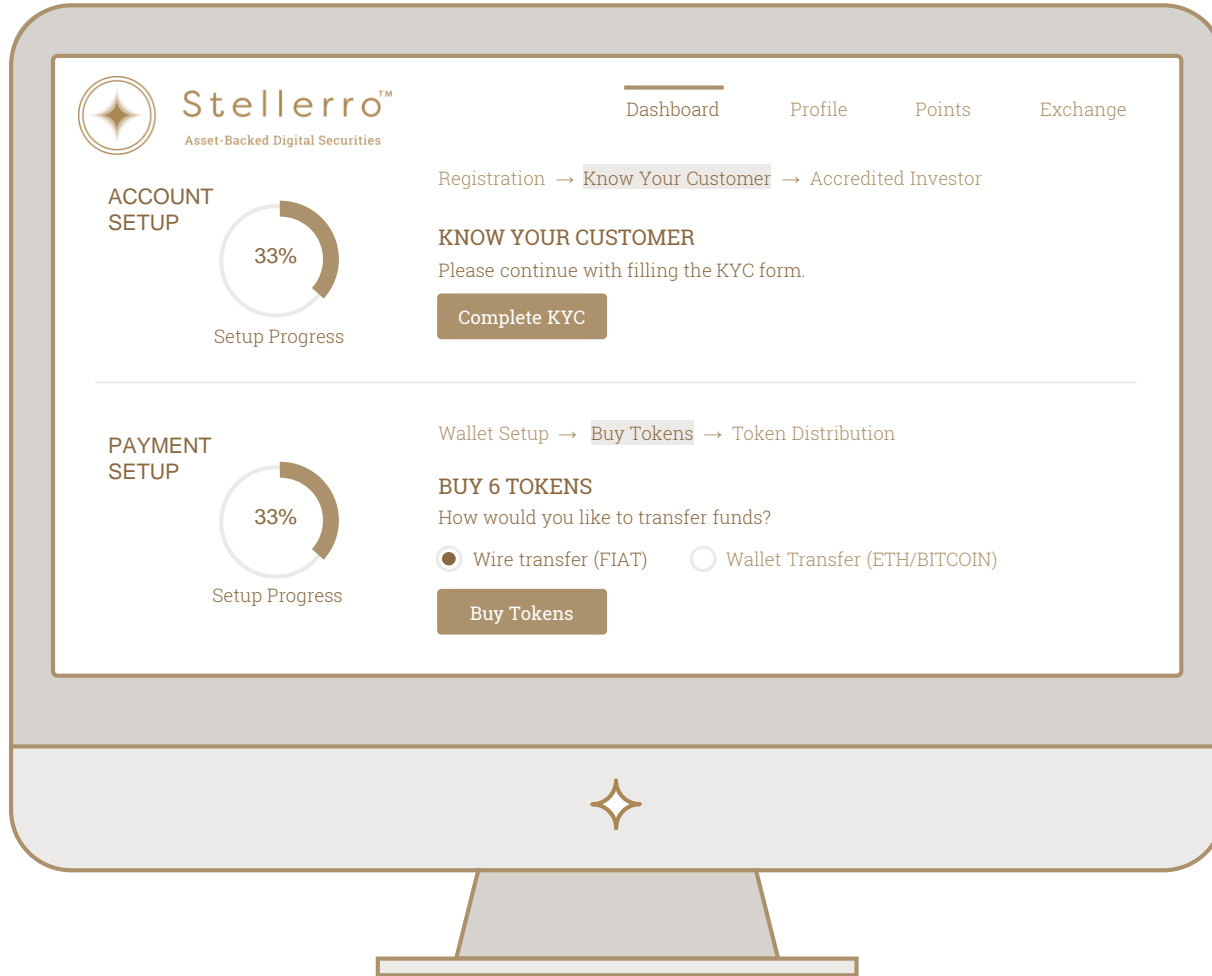 Stellerro™
Asset-Backed Digital Securities
Dashboard Profile Points Exchange
ACCOUNT
SETUP
33%
Setup Progress
Registration → Know Your Customer → Accredited Investor
KNOW YOUR CUSTOMER
Please continue with filling the KYC form.
Complete KYC
PAYMENT
SETUP
33%
Setup Progress
Wallet Setup → Buy Tokens → Token Distribution
BUY 6 TOKENS
How would you like to transfer funds?
Wire transfer (FIAT) Wallet Transfer (ETH/BITCOIN)
Buy Tokens